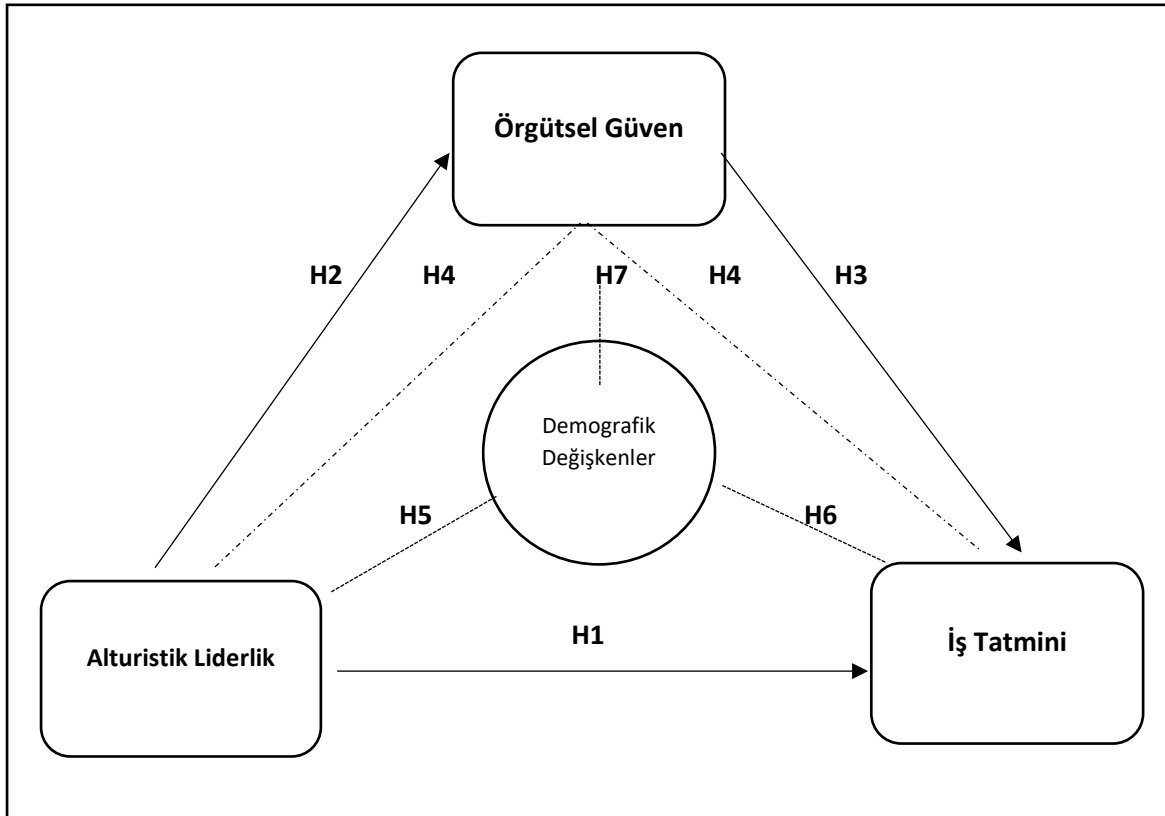 Örgütsel Güven
H2
H4
H7
H4
H3
Demografik
Değişkenler
H5
H6
H1
Alturistik Liderlik
İş Tatmini